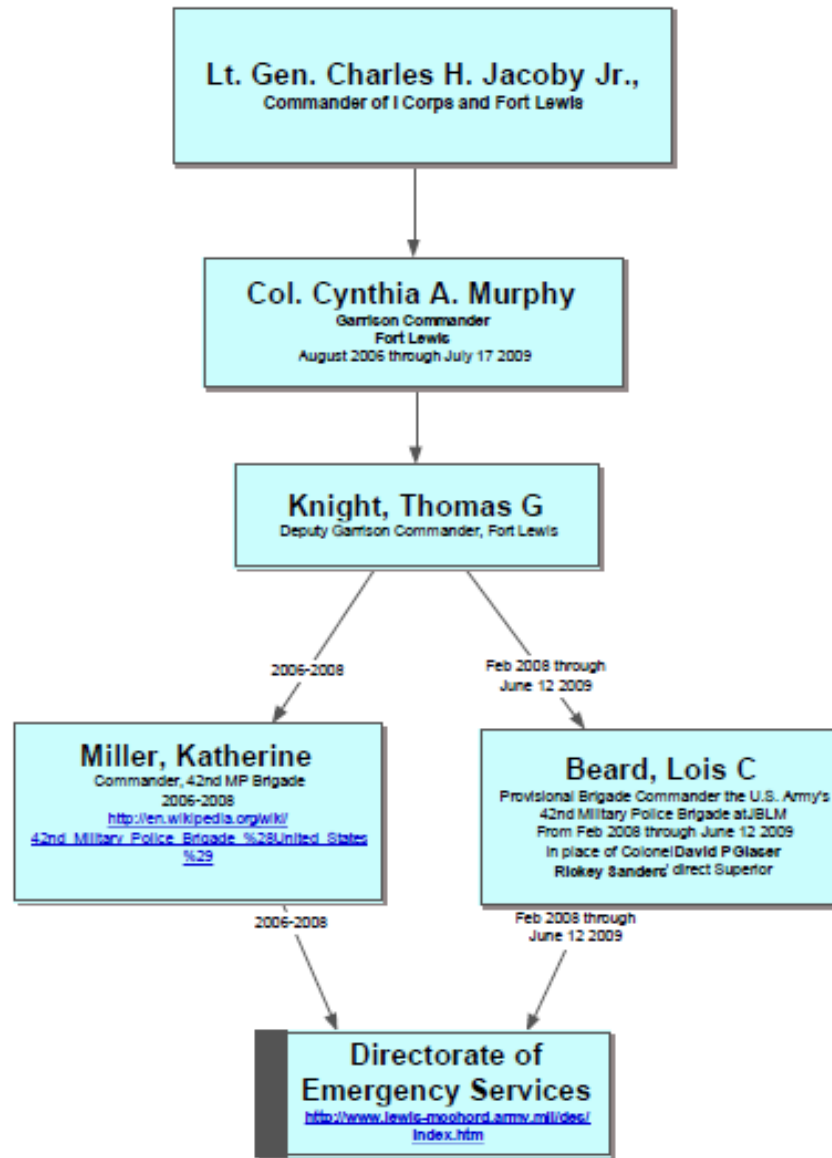 Lt. Gen. Charles H. Jacoby Jr.,
Commander of I Corps and Fort Lewis
Col. Cynthia A. Murphy
Garrison Commander
Fort Lewis
August 2006 through July 17 2009
Knight, Thomas G
Deputy Garrison Commander, Fort Lewis
2006-2008
Feb 2008 through
June 12 2009
Miller, Katherine
Commander, 42nd MP Brigade
2006-2008
http://en.wikipedia.org/wiki/
42nd_Military_Police_Brigade_%28United_States
%29
Beard, Lois C
Provisional Brigade Commander the U.S. Army's
42nd Military Police Brigade atJBLM
From Feb 2008 through June 12 2009
In place of ColonelDavid PGlaser
Rickey Sanders' direct Superior
2006-2008
Feb 2008 through
June 12 2009
Directorate of
Emergency Services
http://www.lewis-mcchord.army.mil/des/
index.htm